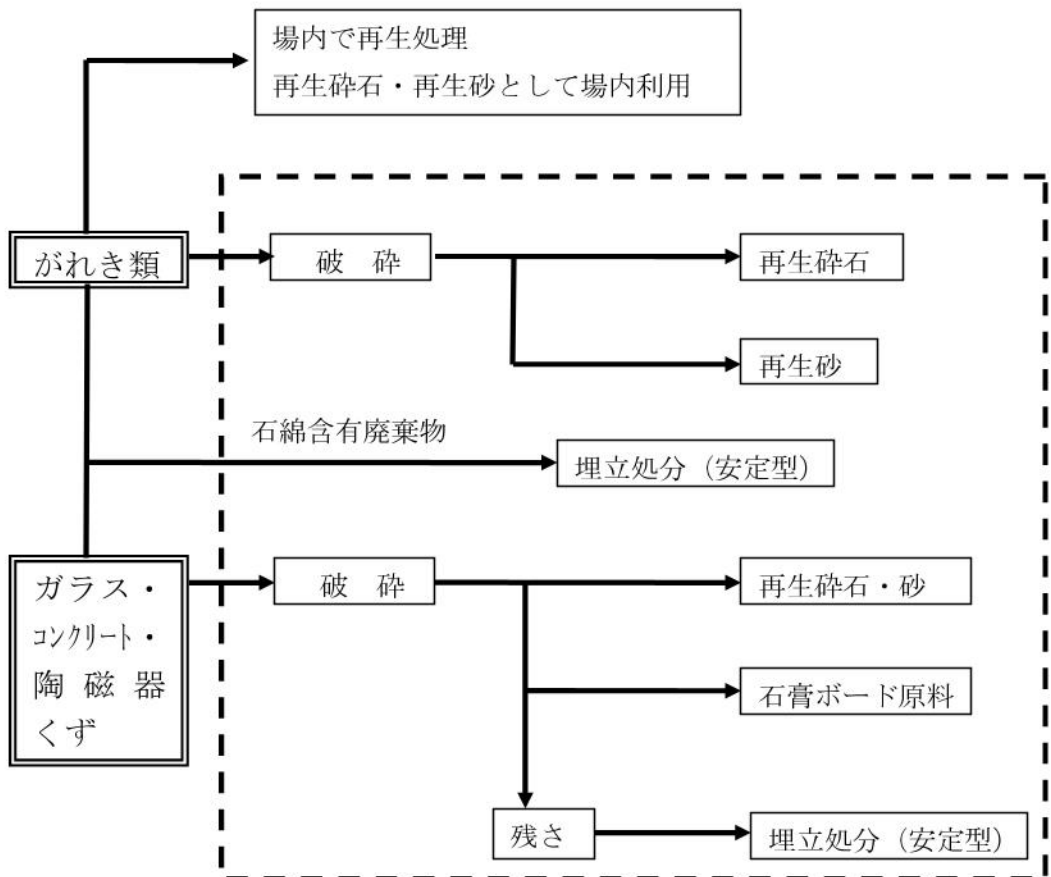 場内で再生処理
再生砕石・再生砂として場内利用
がれき類
破　砕
再生砕石
再生砂
石綿含有廃棄物
埋立処分（安定型）
ガラス・
コンクリート・
陶磁器
くず
破　砕
再生砕石・砂
石膏ボード原料
残さ
埋立処分（安定型）